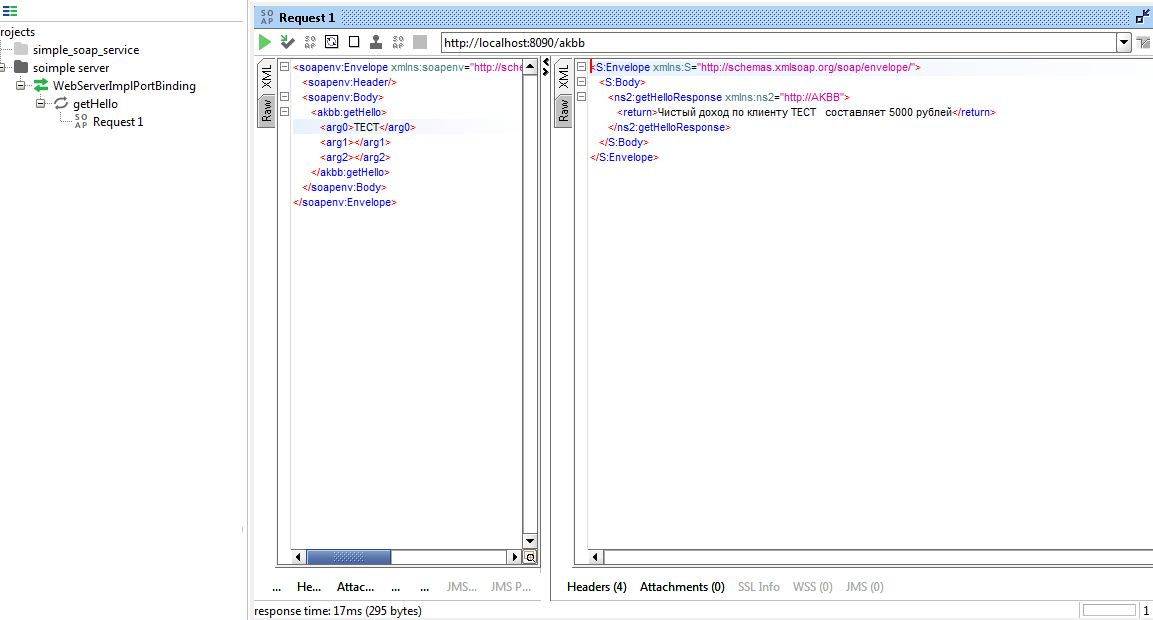 rojects
simple_soap_service
soimple server
WebServerImplPortBinding
getHello
SO
AP
Request 1
SO
AP
Request 1
SO
AP
SO
AP
http://localhost:8090/akbb
XML
Raw
<soapenv:Envelope xmlns:soapenv="http://sche
<soapenv:Header/>
<soapenv:Body>
<akbb:getHello>
<arg0>ТЕСТ</arg0>
<arg1></arg1>
<arg2></arg2>
</akbb:getHello>
</soapenv:Body>
</soapenv:Envelope>
XML
Raw
<S:Envelope xmlns:S="http://schemas.xmlsoap.org/soap/envelope/">
<S:Body>
<ns2:getHelloResponse xmlns:ns2="http://AKBB">
<return>Чистый доход по клиенту ТЕСТ   составляет 5000 рублей</return>
</ns2:getHelloResponse>
</S:Body>
</S:Envelope>
... He... Attac... ... ... JMS... JMS P...
Headers (4) Attachments (0) SSL Info WSS (0) JMS (0)
response time: 17ms (295 bytes)
1